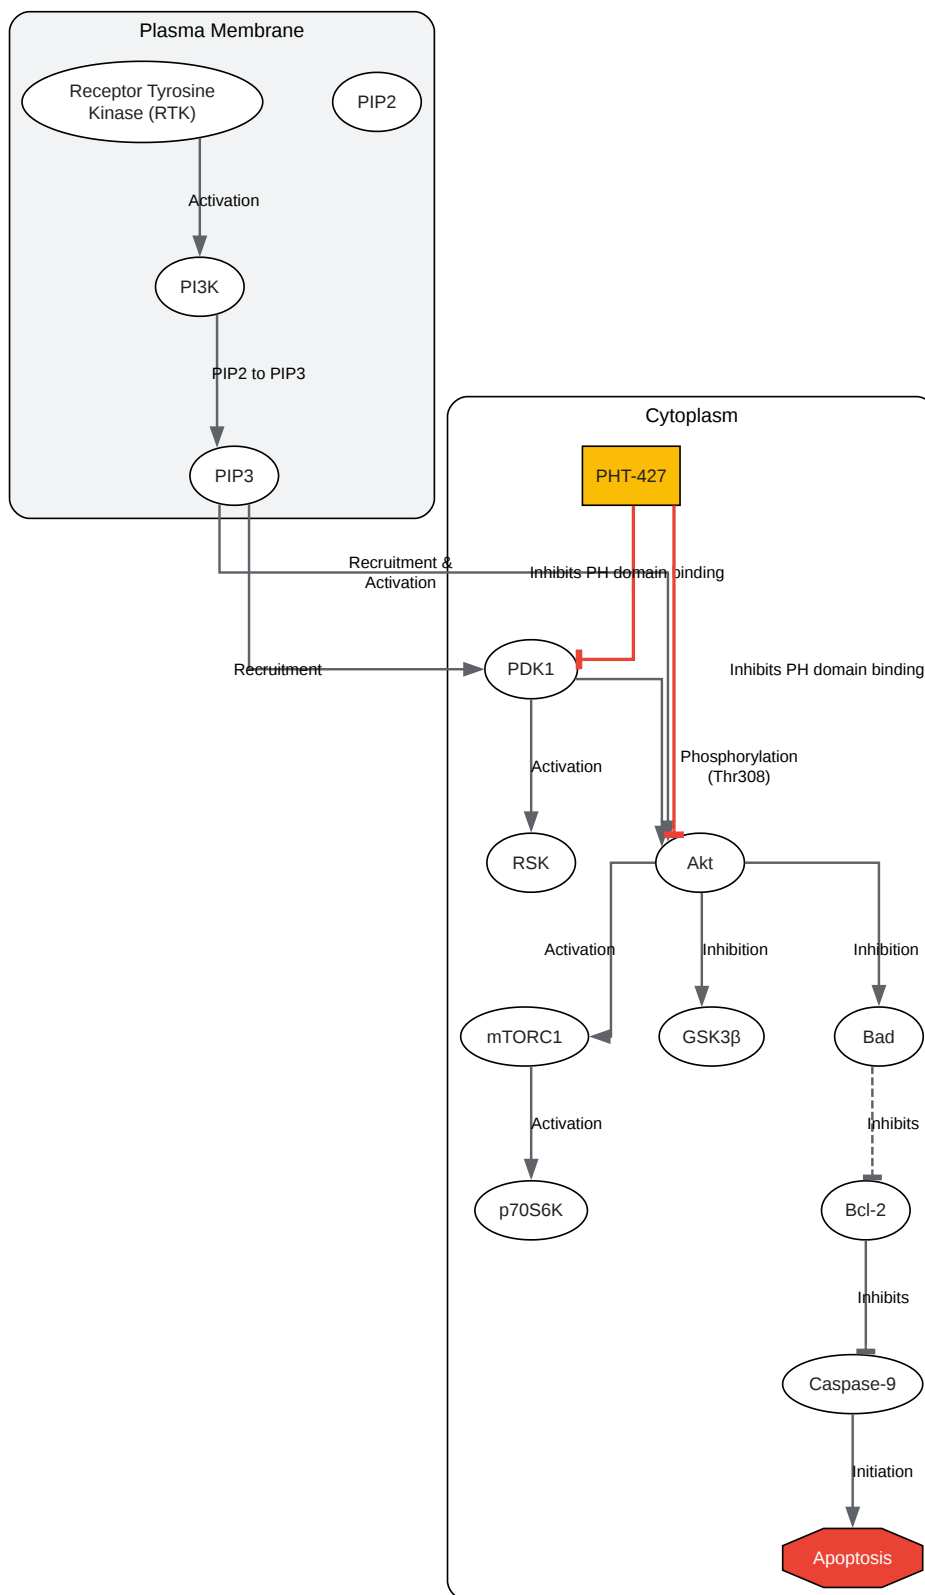 Plasma Membrane
Receptor Tyrosine
Kinase (RTK)
PIP2
Activation
PI3K
PIP2 to PIP3
PIP3
Cytoplasm
PHT-427
Recruitment &
Activation
Inhibits PH domain binding
Recruitment
PDK1
Inhibits PH domain binding
Activation
Phosphorylation
(Thr308)
RSK
Akt
Activation
Inhibition
Inhibition
mTORC1
GSK3β
Bad
Activation
Inhibits
p70S6K
Bcl-2
Inhibits
Caspase-9
Initiation
Apoptosis